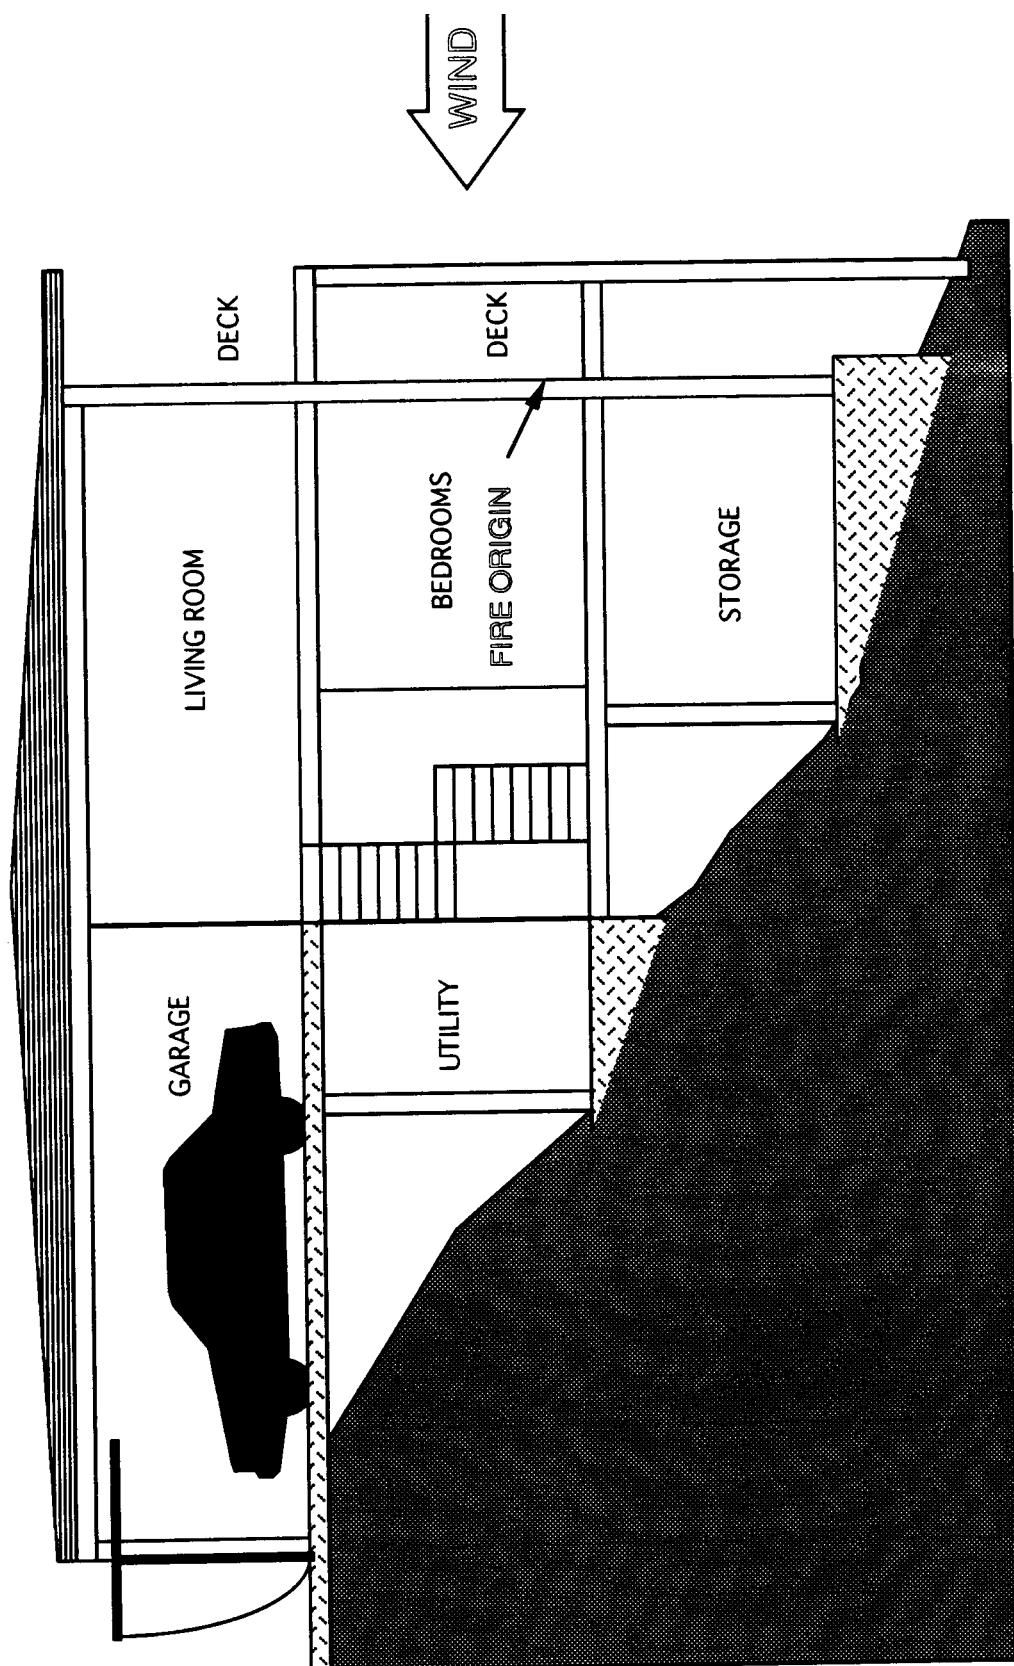 WIND
DECK
DECK
LIVING ROOM
BEDROOMS
FIRE ORIGIN
STORAGE
GARAGE
UTILITY